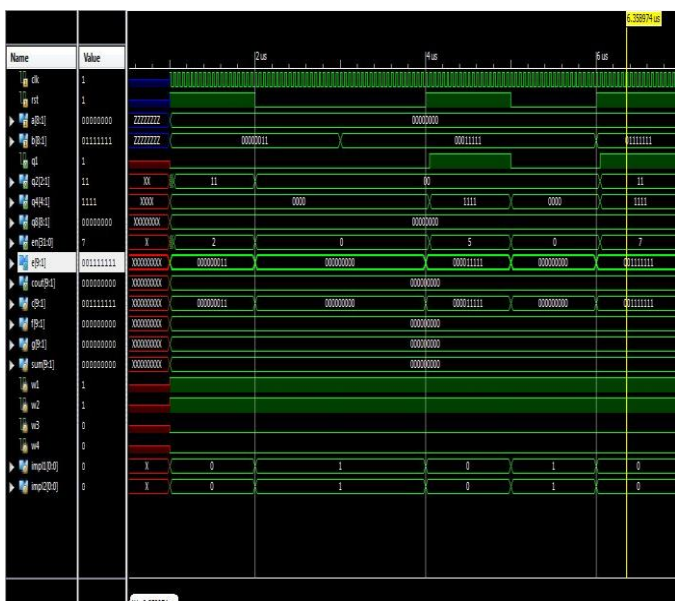 6.358974 us
Name Value 2 us 4 us 6 us
clk 1
rst 1
a[8:1] 00000000 ZZZZZZZZ 00000000
b[8:1] 01111111 ZZZZZZZZ 00000011 00011111 01111111
q1 1
q2[2:1] 11 XX 11 00 11
q4[4:1] 1111 XXXX 0000 1111 0000 1111
q8[8:1] 00000000 XXXXXXXX 00000000
en[31:0] 7 X 2 0 5 0 7
e[9:1] 001111111 XXXXXXXXX 000000011 000000000 000011111 000000000 001111111
cout[9:1] 000000000 XXXXXXXXX 000000000
c[9:1] 001111111 XXXXXXXXX 000000011 000000000 000011111 000000000 001111111
f[9:1] 000000000 XXXXXXXXX 000000000
g[9:1] 000000000 XXXXXXXXX 000000000
sum[9:1] 000000000 XXXXXXXXX 000000000
w1 1
w2 1
w3 0
w4 0
impl1[0:0] 0 X 0 1 0 1 0
impl2[0:0] 0 X 0 1 0 1 0